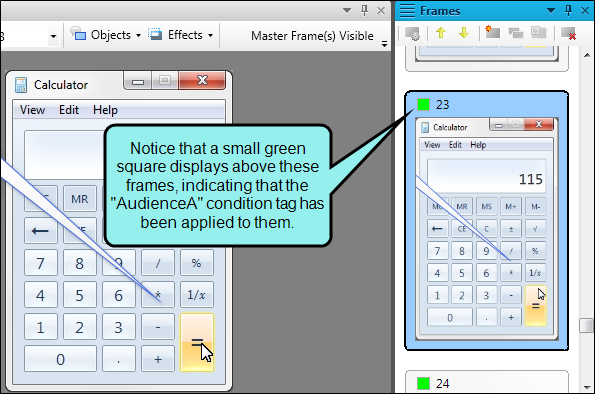 Frames
3
Objects
Effects
Master Frame(s) Visible
Calculator
View Edit Help
MR
7 8 9 / %
4 5 6 * 1/x
1 2 3 - =
0 . +
Notice that a small green
square displays above these
frames, indicating that the
"AudienceA" condition tag has
been applied to them.
23
Calculator
View Edit Help
115
MC MR MS M+ M-
← CE C ± √
7 8 9 / %
4 5 6 * 1/x
1 2 3 - =
0 . +
24